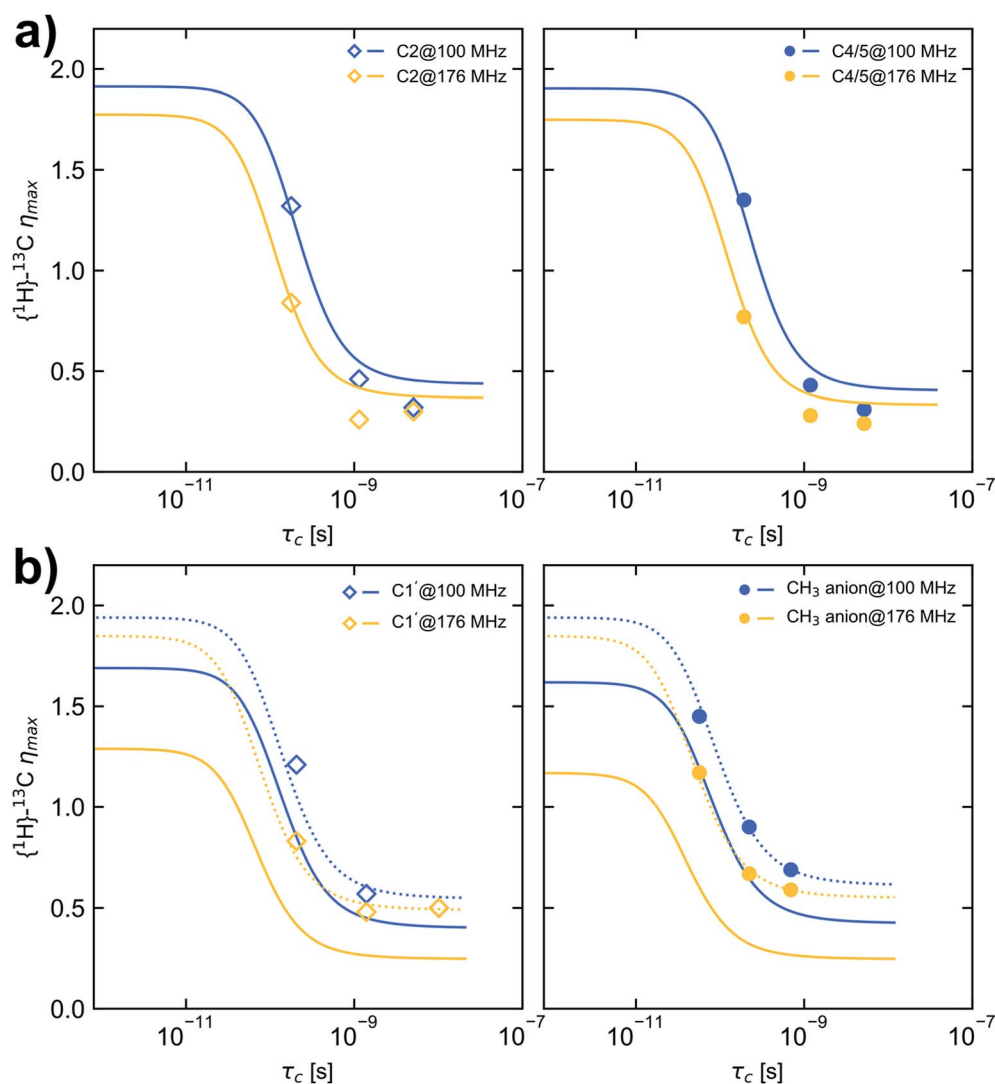 a)
C2@100 MHz
C2@176 MHz
C4/5@100 MHz
C4/5@176 MHz
2.0
1.5
1.0
0.5
0.0
{¹H}-¹³C ηmax
10⁻¹¹ 10⁻⁹ 10⁻⁷
10⁻¹¹ 10⁻⁹ 10⁻⁷
τc [s]
τc [s]
b)
C1′@100 MHz
C1′@176 MHz
CH₃ anion@100 MHz
CH₃ anion@176 MHz
2.0
1.5
1.0
0.5
0.0
{¹H}-¹³C ηmax
10⁻¹¹ 10⁻⁹ 10⁻⁷
10⁻¹¹ 10⁻⁹ 10⁻⁷
τc [s]
τc [s]